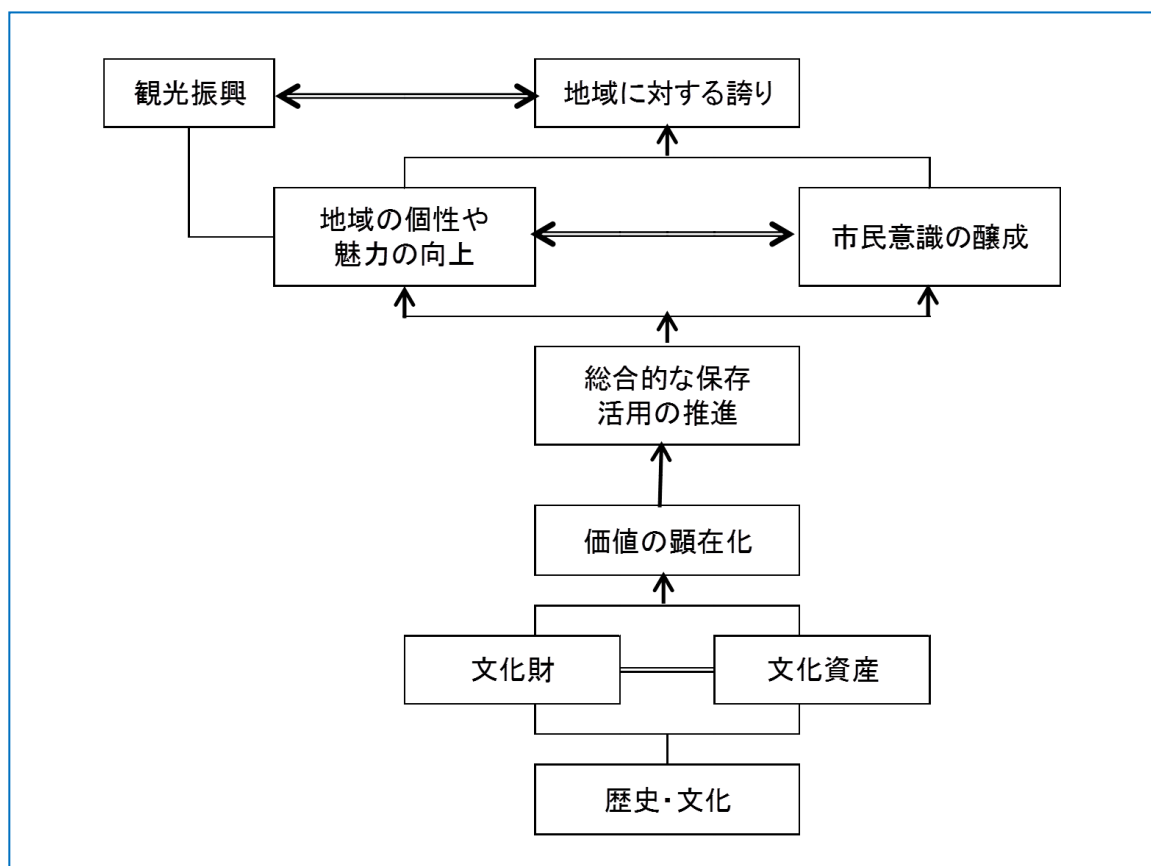 観光振興
地域に対する誇り
地域の個性や
魅力の向上
市民意識の醸成
総合的な保存
活用の推進
価値の顕在化
文化財
文化資産
歴史・文化